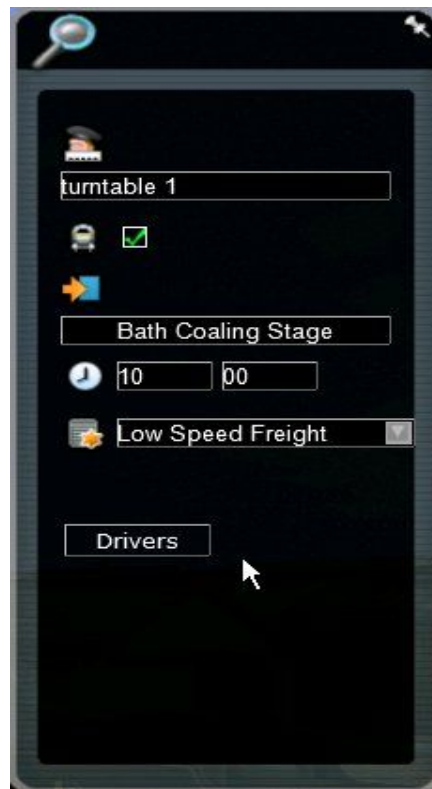 turntable 1
Bath Coaling Stage
10 00
Low Speed Freight
Drivers